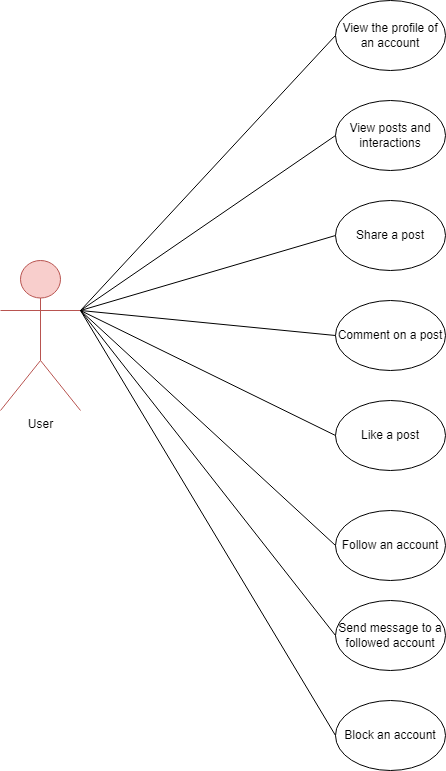 View the profile of
an account
View posts and
interactions
Share a post
Comment on a post
Like a post
User
Follow an account
Send message to a
followed account
Block an account